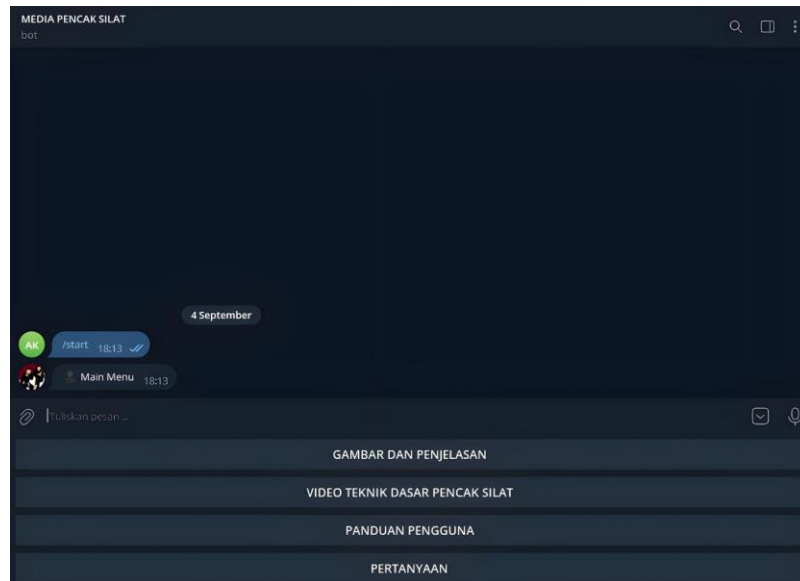 MEDIA PENCAK SILAT
bot
4 September
AK
/start 18:13
Main Menu 18:13
Tuliskan pesan ...
GAMBAR DAN PENJELASAN
VIDEO TEKNIK DASAR PENCAK SILAT
PANDUAN PENGGUNA
PERTANYAAN